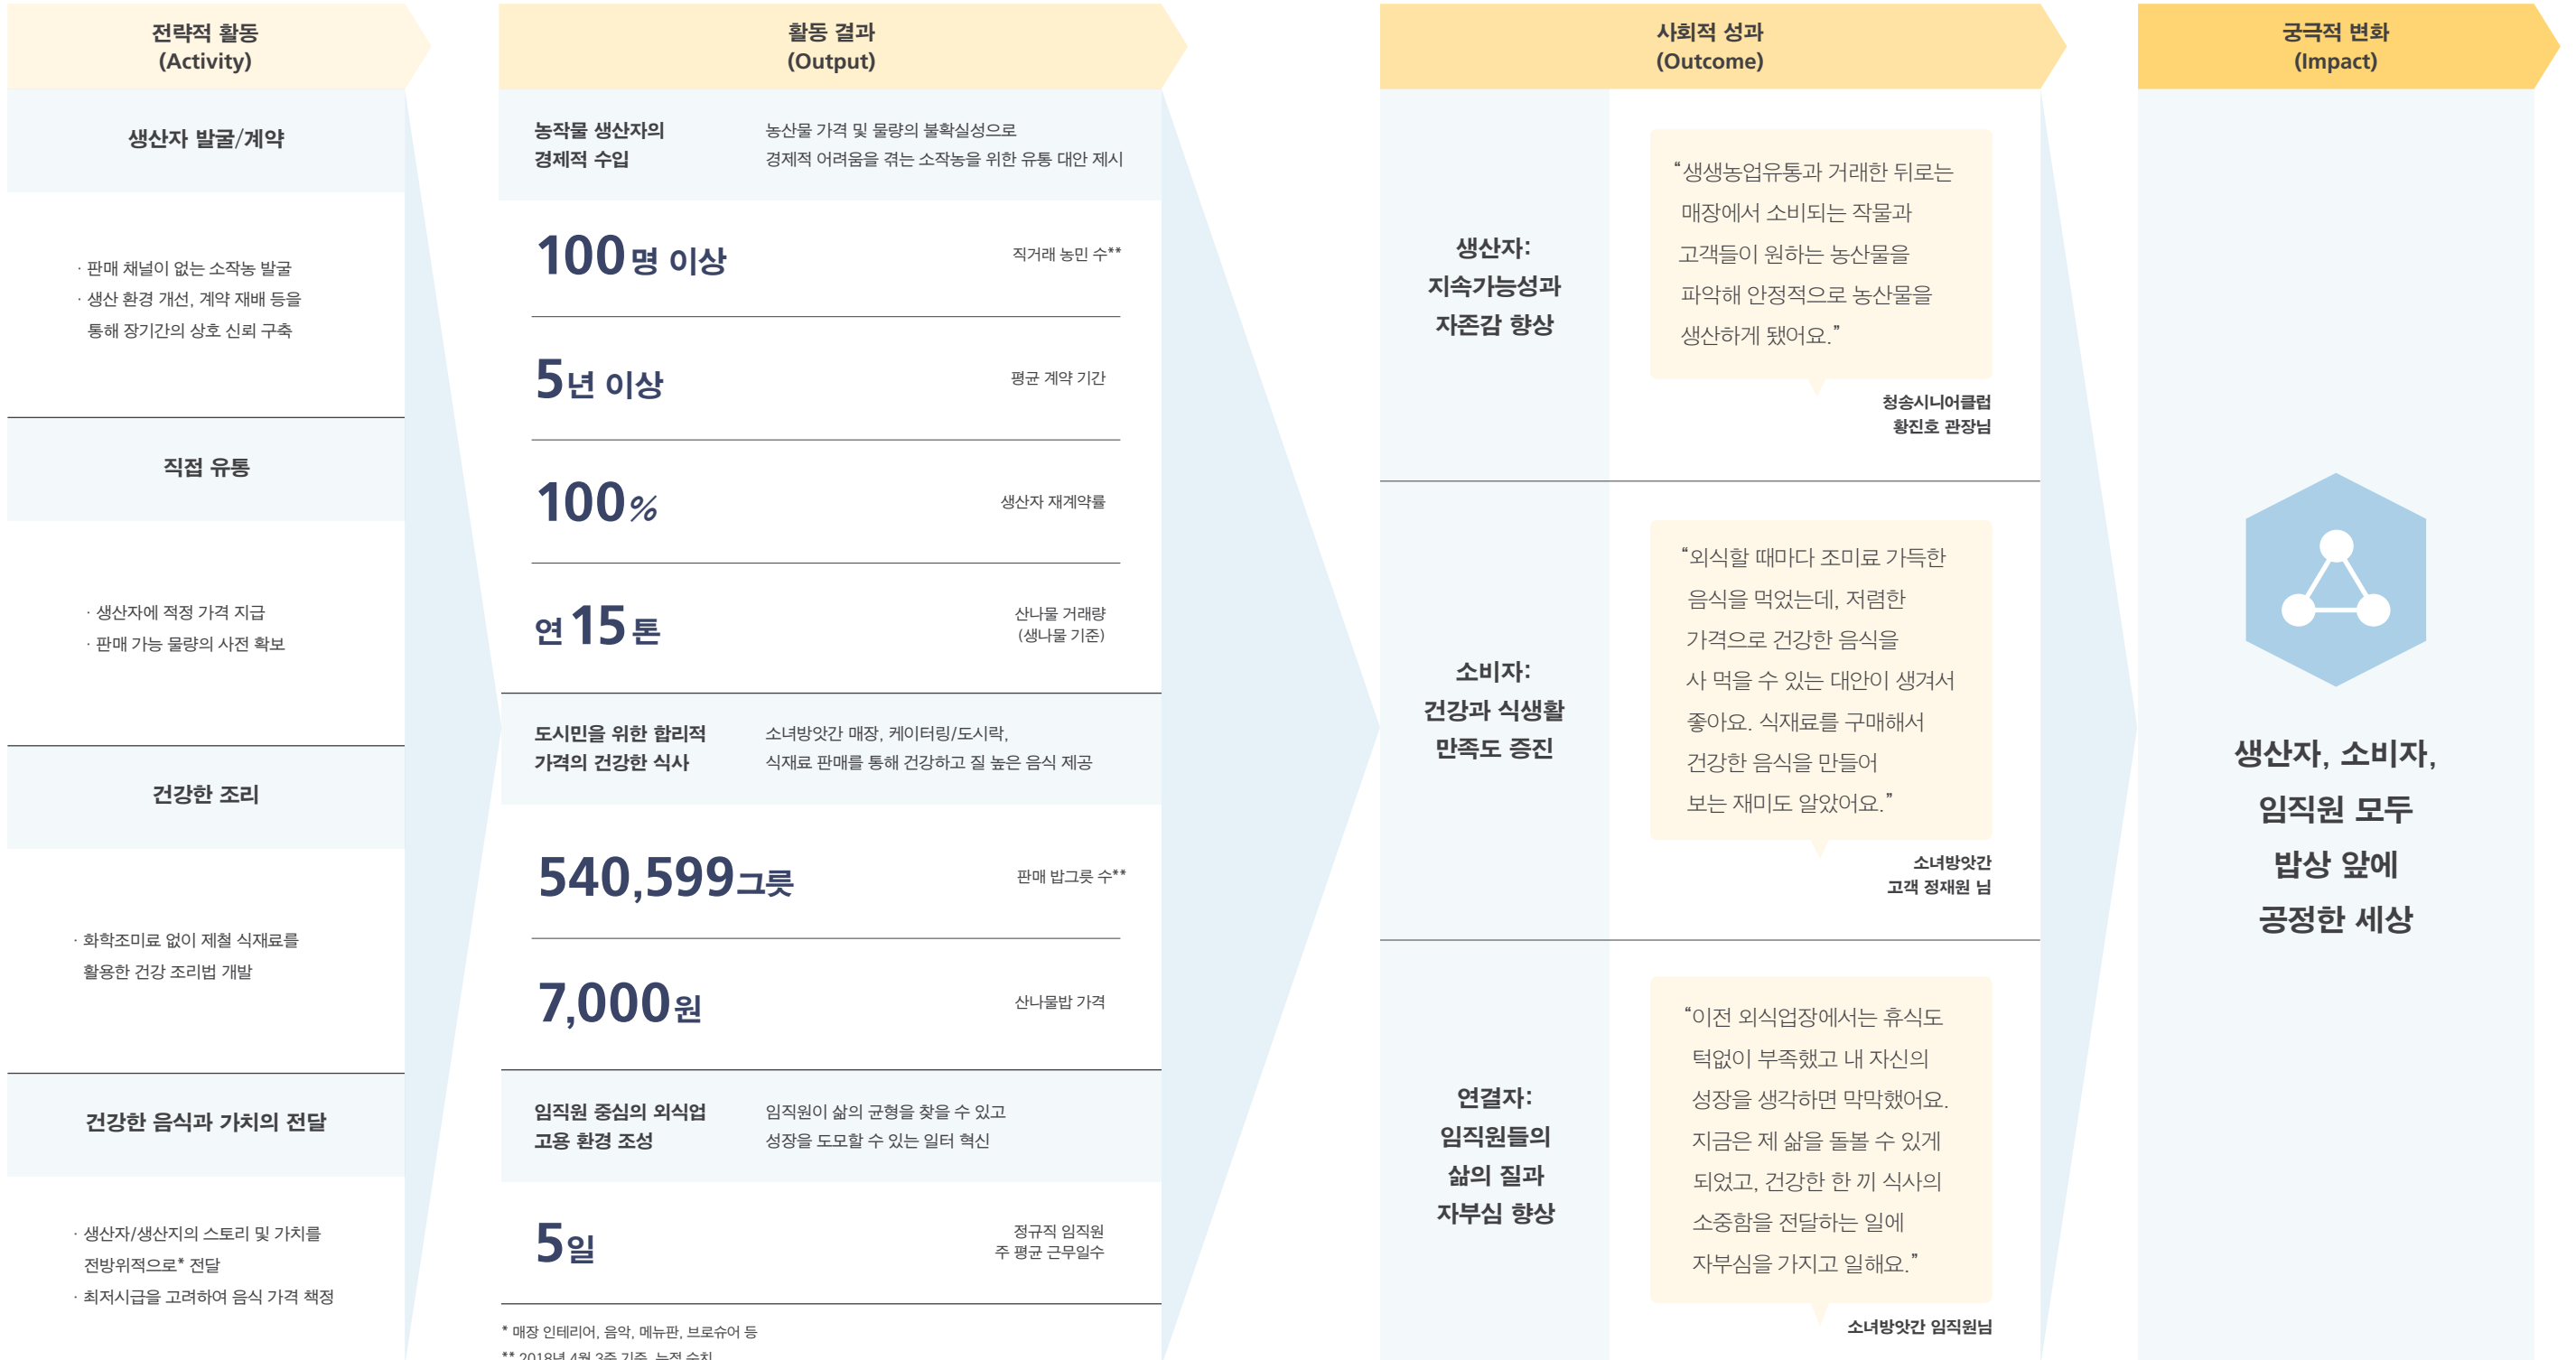 전략적 활동
(Activity)
생산자 발굴/계약
· 판매 채널이 없는 소작농 발굴
· 생산 환경 개선, 계약 재배 등을
통해 장기간의 상호 신뢰 구축
직접 유통
· 생산자에 적정 가격 지급
· 판매 가능 물량의 사전 확보
건강한 조리
· 화학조미료 없이 제철 식재료를
활용한 건강 조리법 개발
건강한 음식과 가치의 전달
· 생산자/생산지의 스토리 및 가치를
전방위적으로* 전달
· 최저시급을 고려하여 음식 가격 책정
활동 결과
(Output)
농작물 생산자의
경제적 수입
농산물 가격 및 물량의 불확실성으로
경제적 어려움을 겪는 소작농을 위한 유통 대안 제시
100명 이상
직거래 농민 수**
5년 이상
평균 계약 기간
100%
생산자 재계약률
연 15톤
산나물 거래량
(생나물 기준)
도시민을 위한 합리적
가격의 건강한 식사
소녀방앗간 매장, 케이터링/도시락,
식재료 판매를 통해 건강하고 질 높은 음식 제공
540,599그릇
판매 밥그릇 수**
7,000원
산나물밥 가격
임직원 중심의 외식업
고용 환경 조성
임직원이 삶의 균형을 찾을 수 있고
성장을 도모할 수 있는 일터 혁신
5일
정규직 임직원
주 평균 근무일수
* 매장 인테리어, 음악, 메뉴판, 브로슈어 등
** 2018년 4월 3주 기준, 누적 수치
사회적 성과
(Outcome)
생산자:
지속가능성과
자존감 향상
“생생농업유통과 거래한 뒤로는
매장에서 소비되는 작물과
고객들이 원하는 농산물을
파악해 안정적으로 농산물을
생산하게 됐어요.”
청송시니어클럽
황진호 관장님
소비자:
건강과 식생활
만족도 증진
“외식할 때마다 조미료 가득한
음식을 먹었는데, 저렴한
가격으로 건강한 음식을
사 먹을 수 있는 대안이 생겨서
좋아요. 식재료를 구매해서
건강한 음식을 만들어
보는 재미도 알았어요.”
소녀방앗간
고객 정재원 님
연결자:
임직원들의
삶의 질과
자부심 향상
“이전 외식업장에서는 휴식도
턱없이 부족했고 내 자신의
성장을 생각하면 막막했어요.
지금은 제 삶을 돌볼 수 있게
되었고, 건강한 한 끼 식사의
소중함을 전달하는 일에
자부심을 가지고 일해요.”
소녀방앗간 임직원님
궁극적 변화
(Impact)
생산자, 소비자,
임직원 모두
밥상 앞에
공정한 세상